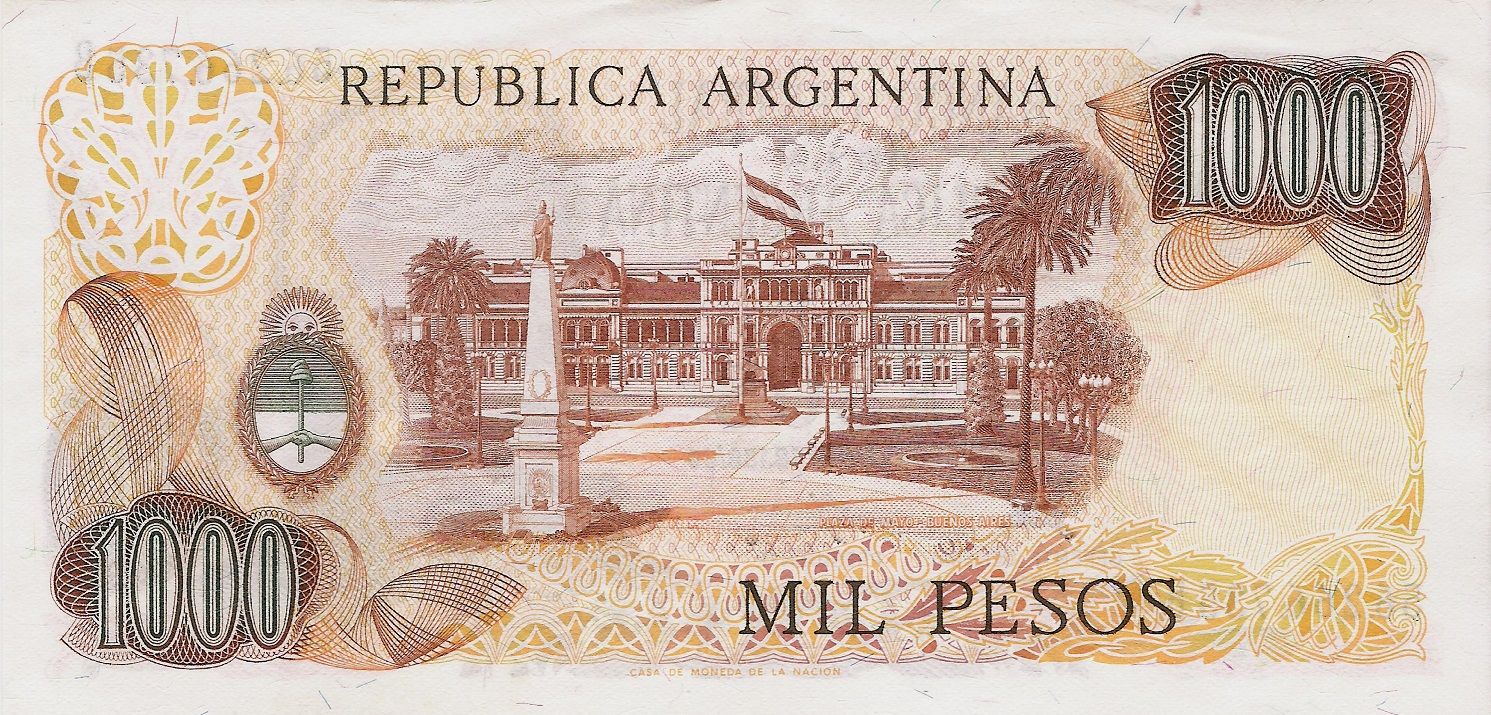 REPUBLICA ARGENTINA
1000
PLAZA DE MAYO - BUENOS AIRES
1000
MIL PESOS
CASA DE MONEDA DE LA NACION